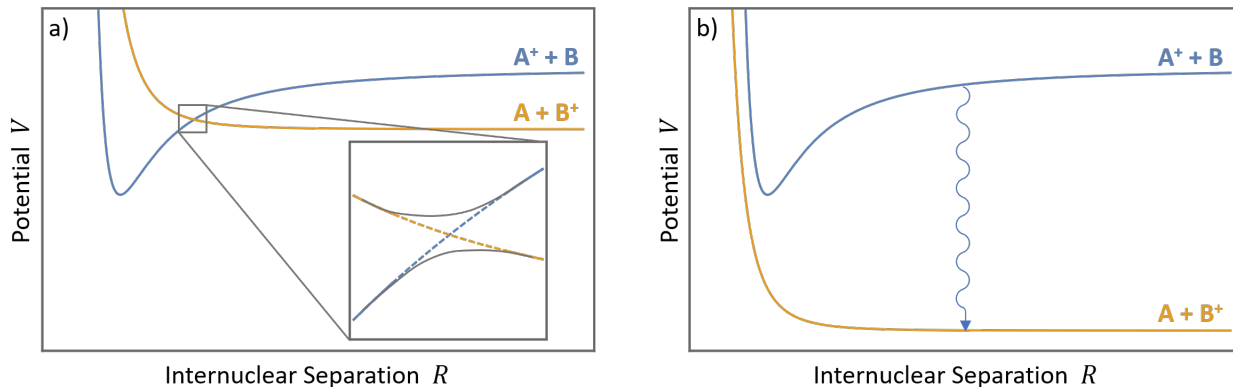 a)
A⁺ + B
A + B⁺
Potential V
Internuclear Separation R
b)
A⁺ + B
A + B⁺
Potential V
Internuclear Separation R